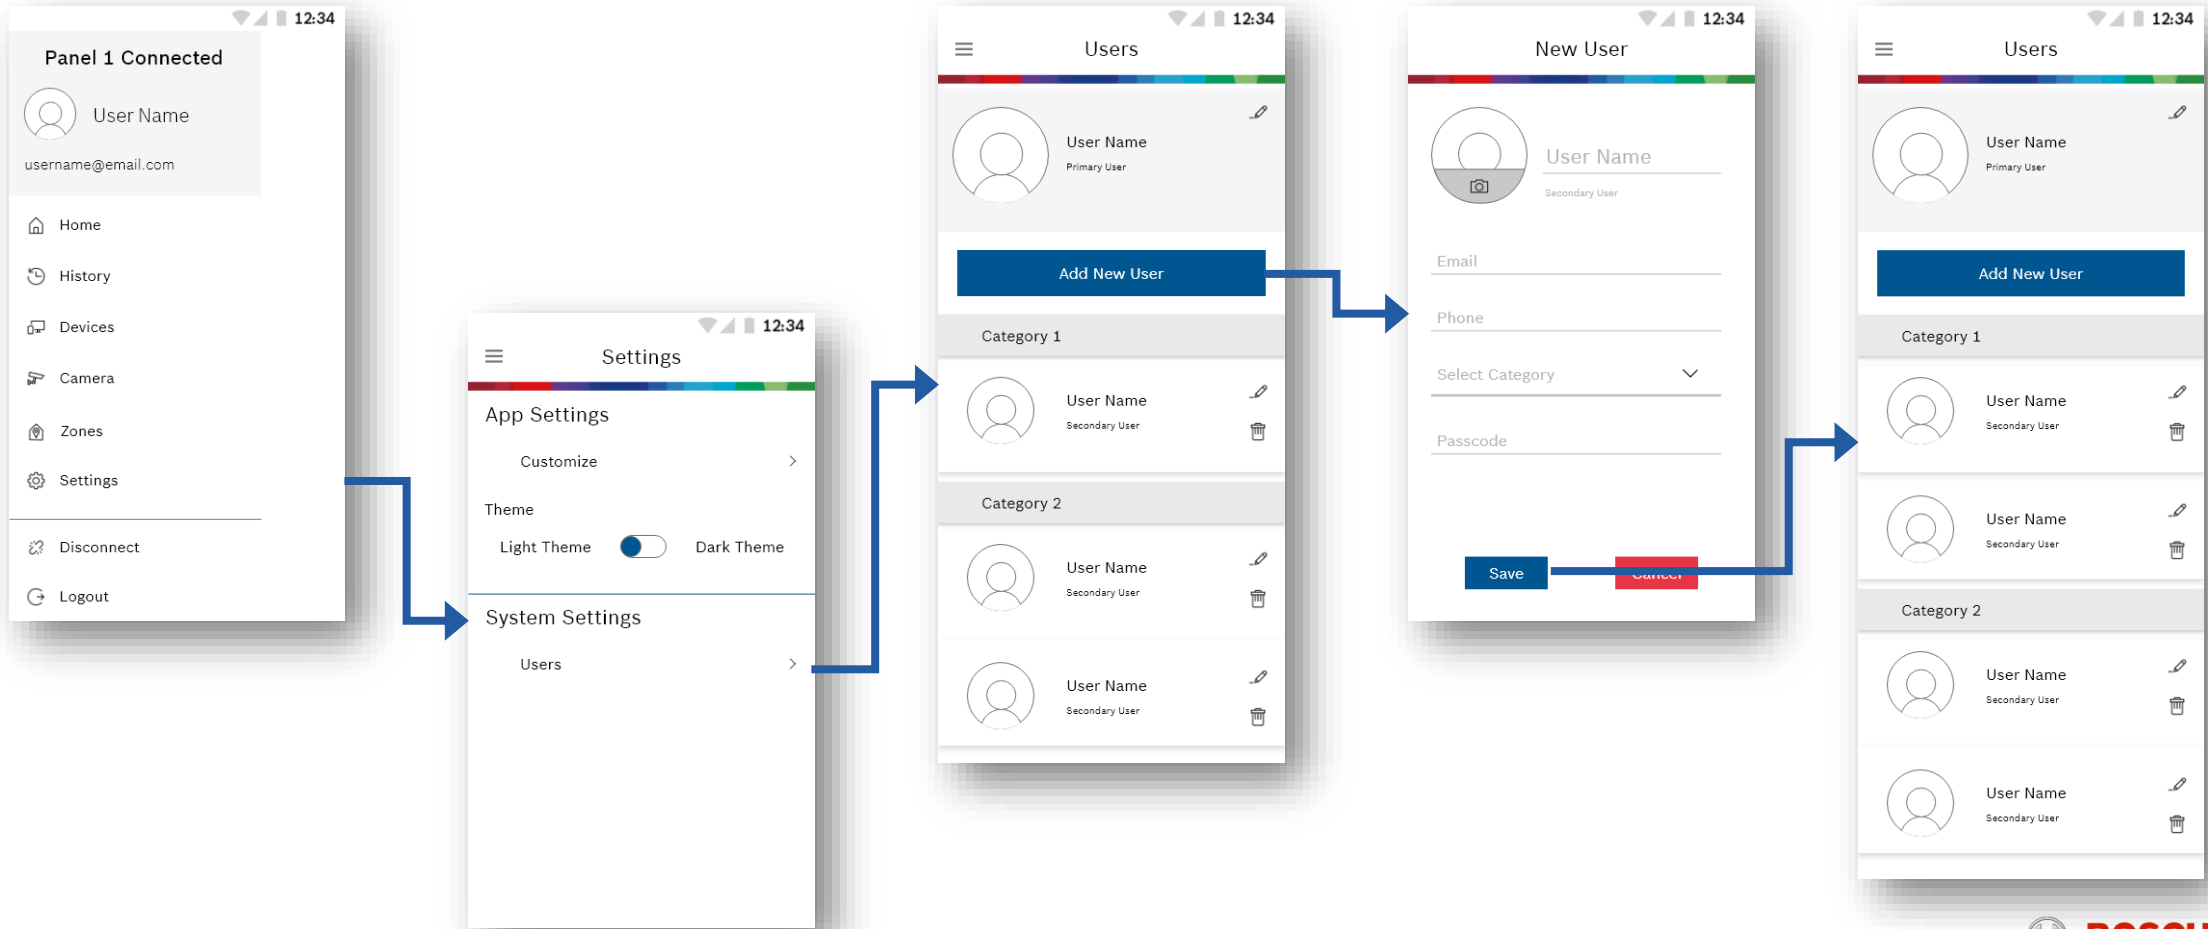 12:34
Panel 1 Connected
User Name
username@email.com
Home
History
Devices
Camera
Zones
Settings
Disconnect
Logout
12:34
Settings
App Settings
Customize
Theme
Light Theme
Dark Theme
System Settings
Users
12:34
Users
User Name
Primary User
Add New User
Category 1
User Name
Secondary User
Category 2
User Name
Secondary User
User Name
Secondary User
12:34
New User
User Name
Secondary User
Email
Phone
Select Category
Passcode
Save
Cancel
12:34
Users
User Name
Primary User
Add New User
Category 1
User Name
Secondary User
User Name
Secondary User
Category 2
User Name
Secondary User
User Name
Secondary User
BOSCH